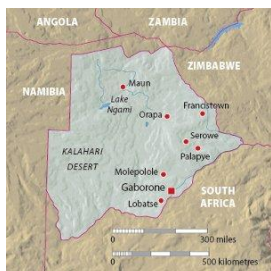 ANGOLA
ZAMBIA
ZIMBABWE
NAMIBIA
Maun
Lake
Ngami
Orapa
Francistown
KALAHARI
DESERT
Serowe
Palapye
Molepolole
Gaborone
Lobatse
SOUTH
AFRICA
0 300 miles
0 500 kilometres